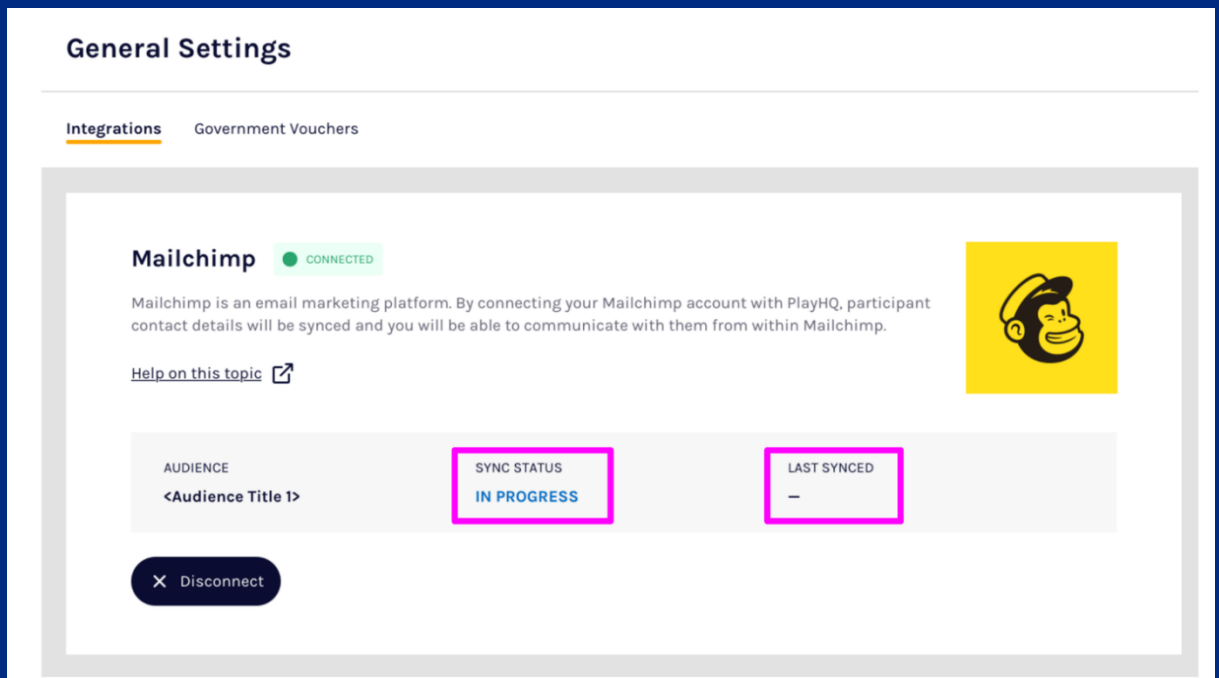 General Settings
Integrations Government Vouchers
Mailchimp CONNECTED
Mailchimp is an email marketing platform. By connecting your Mailchimp account with PlayHQ, participant
contact details will be synced and you will be able to communicate with them from within Mailchimp.
Help on this topic
AUDIENCE SYNC STATUS LAST SYNCED
<Audience Title 1> IN PROGRESS —
Disconnect